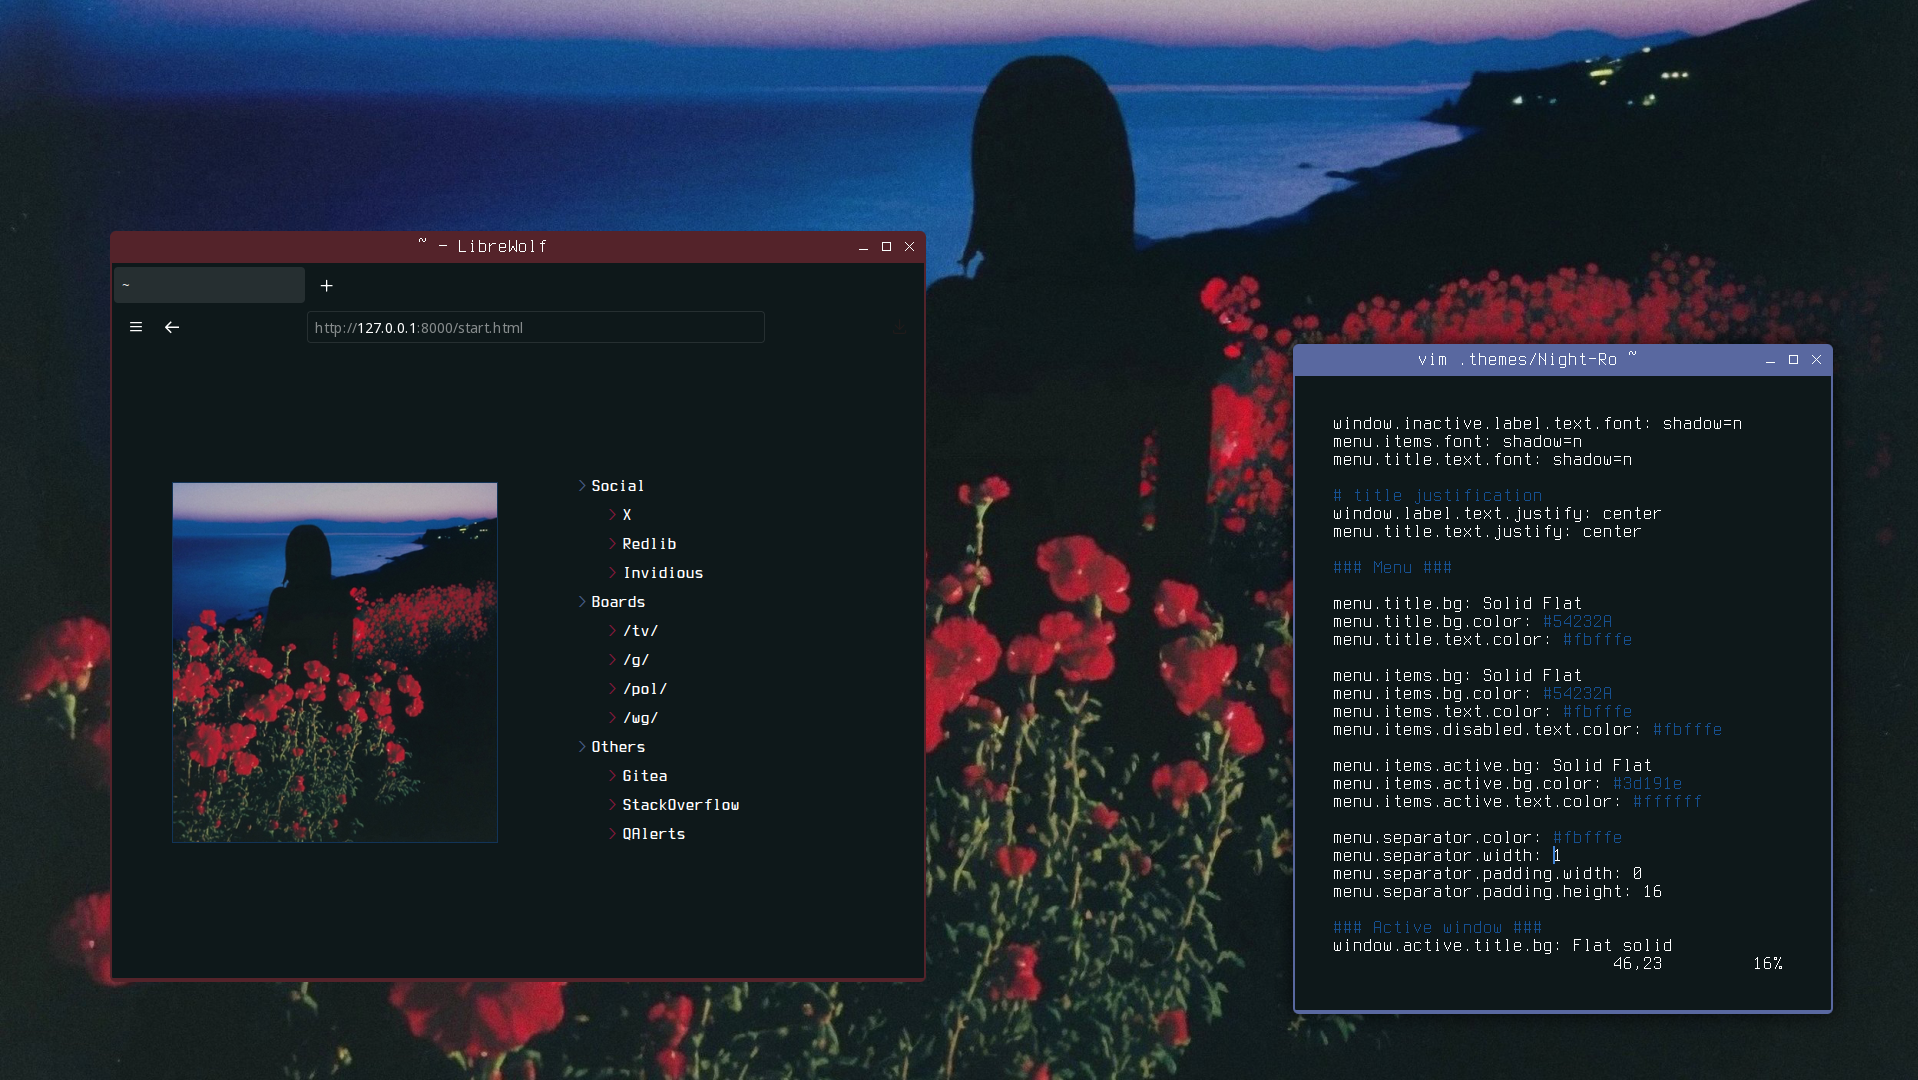 ~ - LibreWolf
~
http://127.0.0.1:8000/start.html
Social
X
Redlib
Invidious
Boards
/tv/
/g/
/pol/
/wg/
Others
Gitea
StackOverflow
QAlerts
vim .themes/Night-Ro ~
window.inactive.label.text.font: shadow=n
menu.items.font: shadow=n
menu.title.text.font: shadow=n
# title justification
window.label.text.justify: center
menu.title.text.justify: center
### Menu ###
menu.title.bg: Solid Flat
menu.title.bg.color: #54232A
menu.title.text.color: #fbfffe
menu.items.bg: Solid Flat
menu.items.bg.color: #54232A
menu.items.text.color: #fbfffe
menu.items.disabled.text.color: #fbfffe
menu.items.active.bg: Solid Flat
menu.items.active.bg.color: #3d191e
menu.items.active.text.color: #ffffff
menu.separator.color: #fbfffe
menu.separator.width: 1
menu.separator.padding.width: 0
menu.separator.padding.height: 16
### Active window ###
window.active.title.bg: Flat solid
46,23 16%